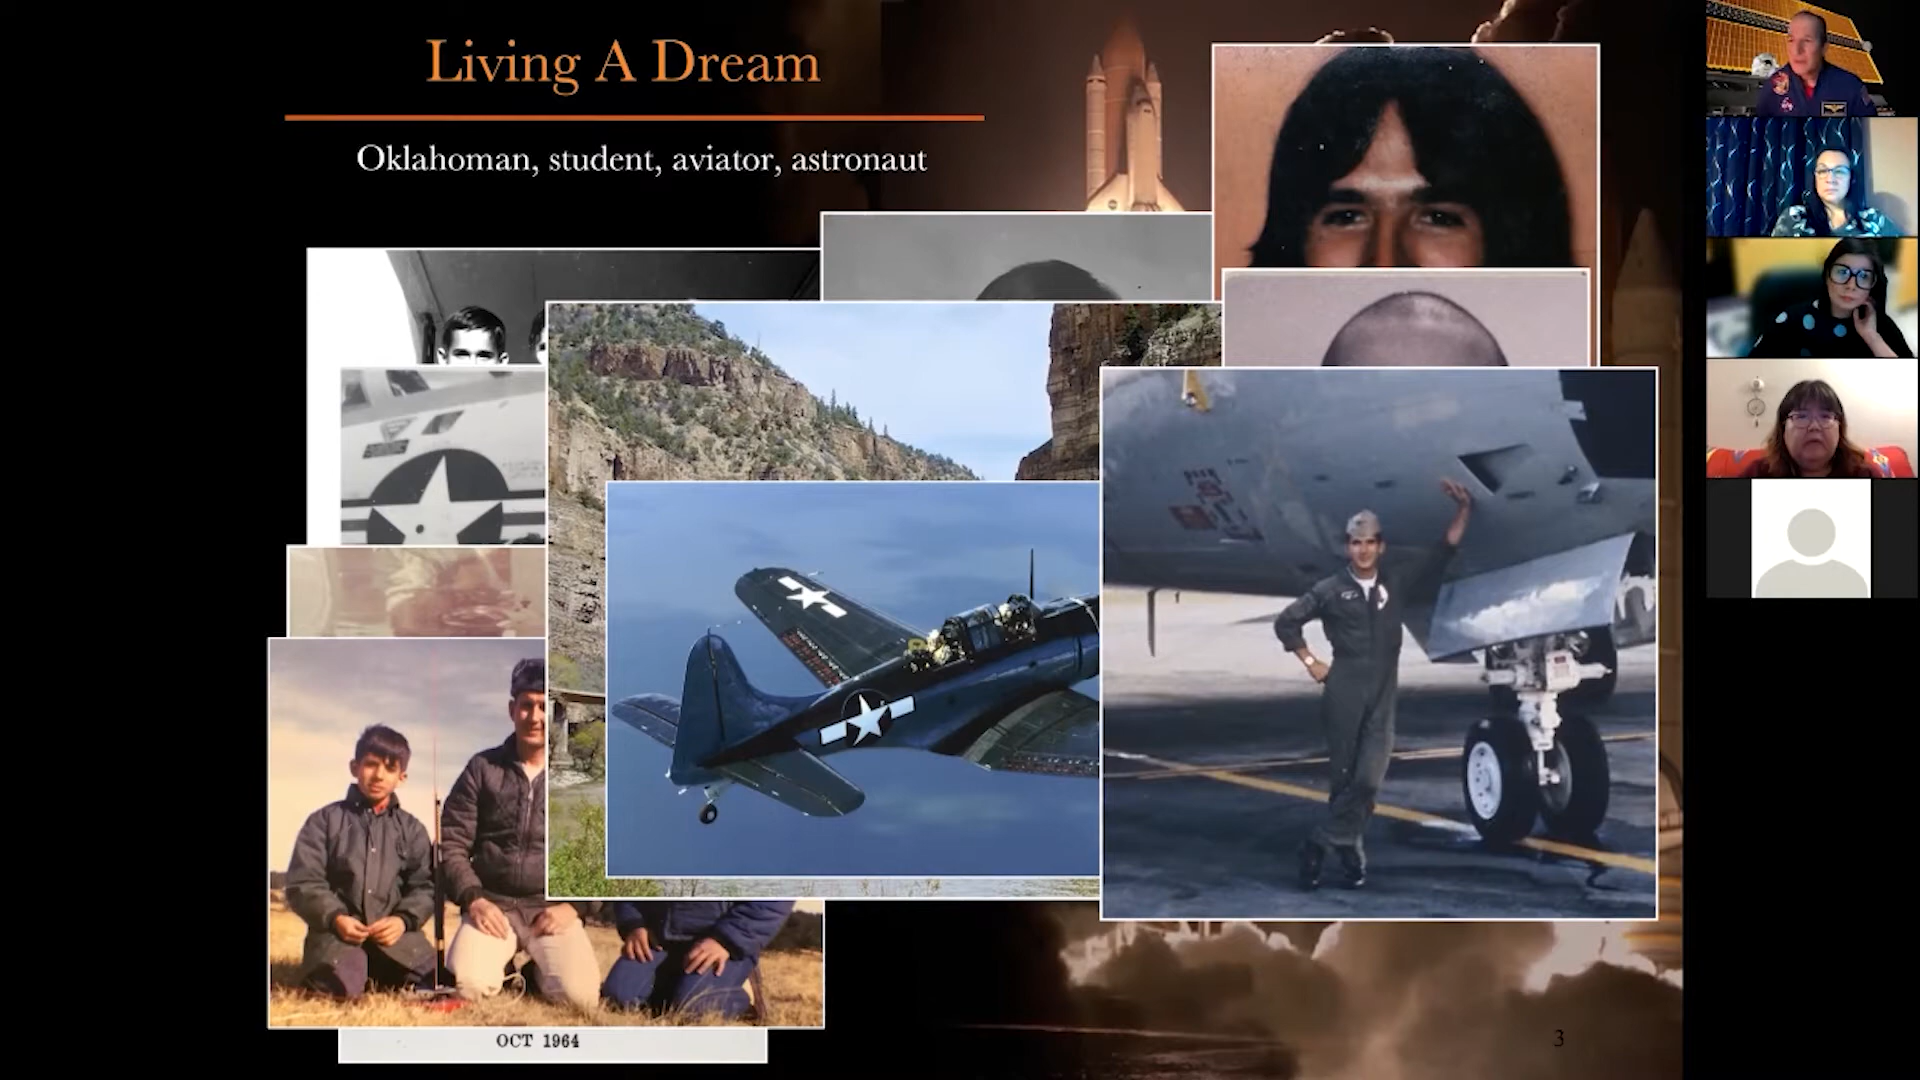 Living A Dream
Oklahoman, student, aviator, astronaut
OCT 1964
3